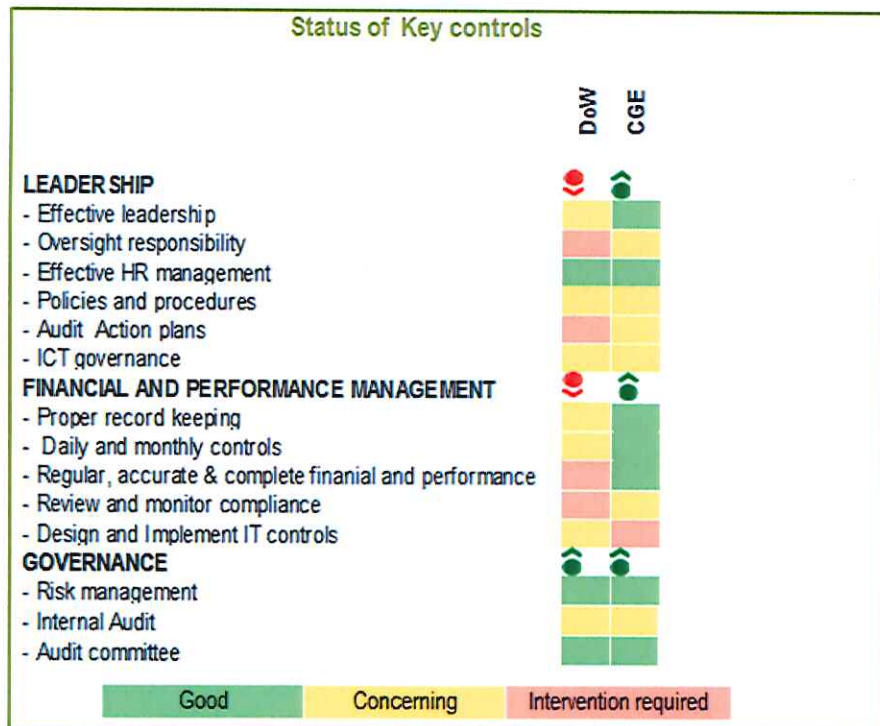 Status of Key controls
DoW
CGE
LEADERSHIP
- Effective leadership
- Oversight responsibility
- Effective HR management
- Policies and procedures
- Audit Action plans
- ICT governance
FINANCIAL AND PERFORMANCE MANAGEMENT
- Proper record keeping
- Daily and monthly controls
- Regular, accurate & complete finanial and performance
- Review and monitor compliance
- Design and Implement IT controls
GOVERNANCE
- Risk management
- Internal Audit
- Audit committee
Good Concerning Intervention required